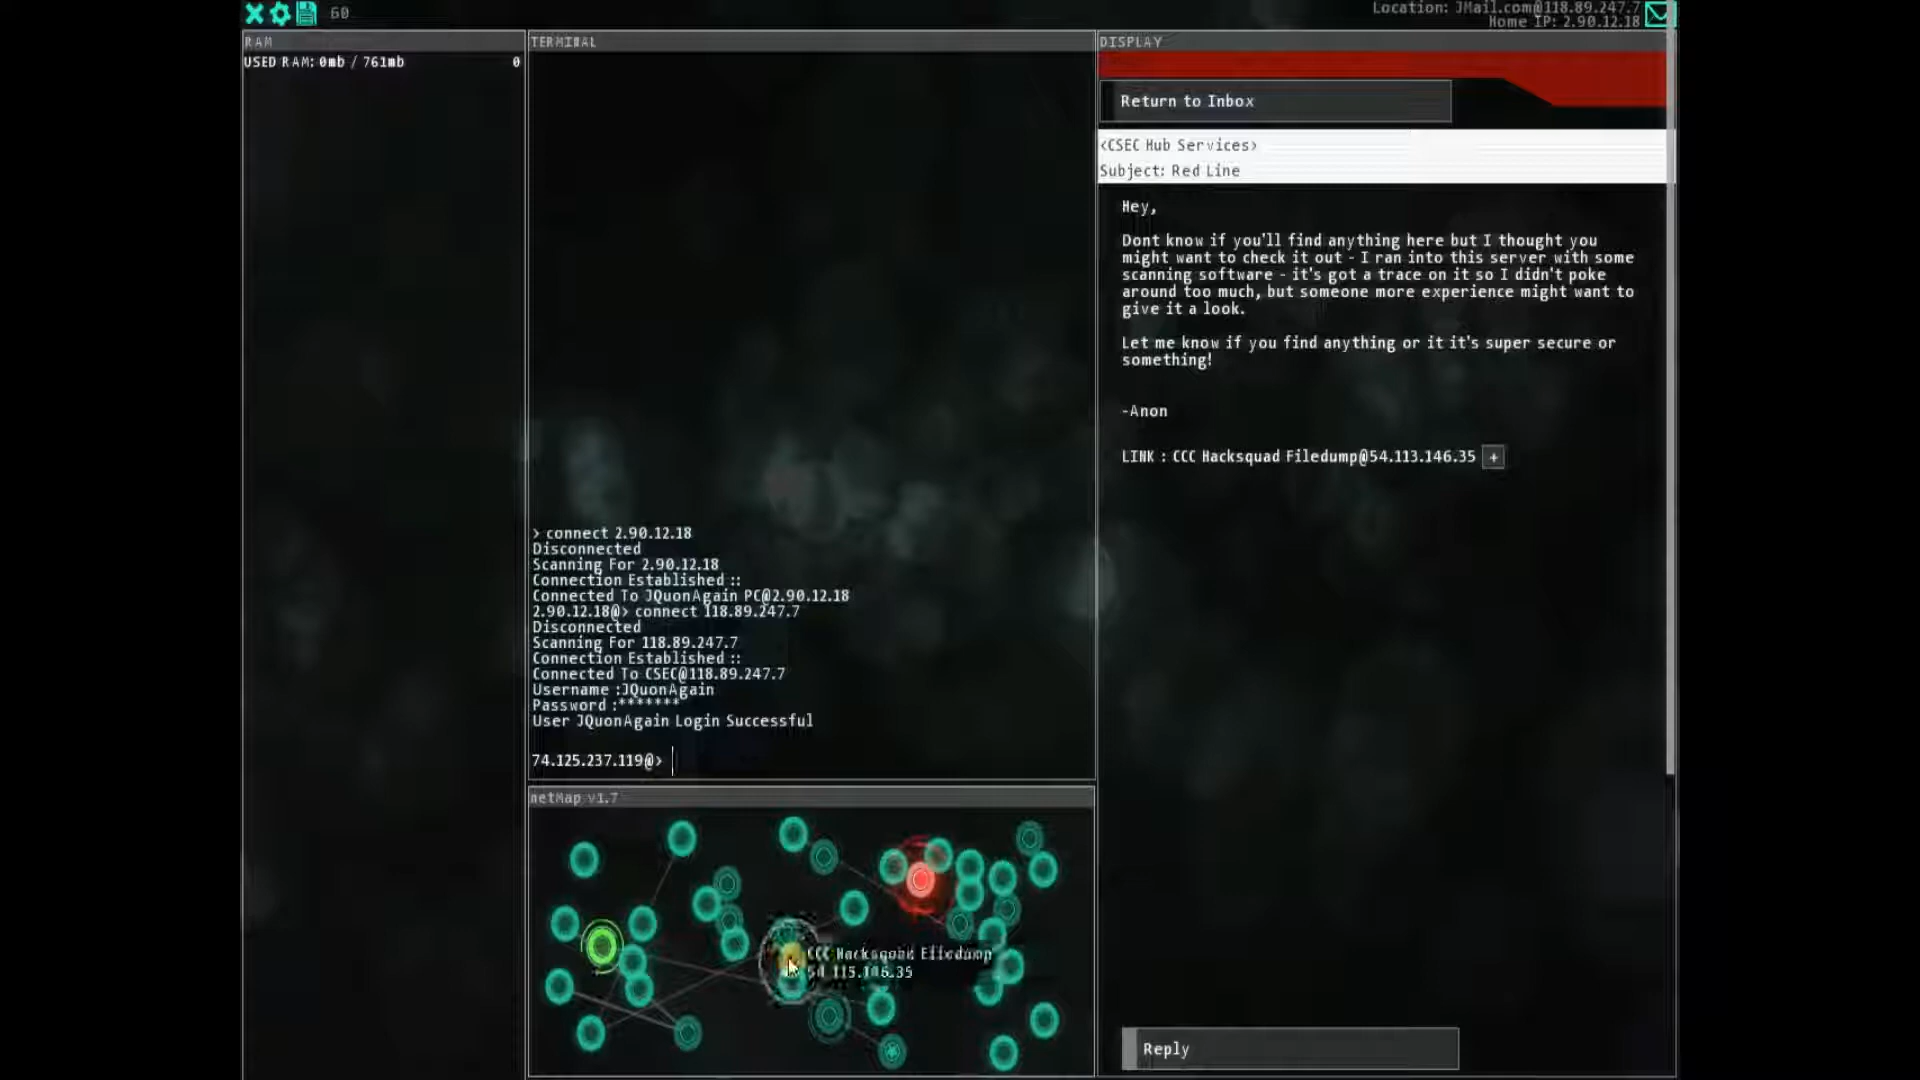 60
Location: JMail.com@118.89.247.7
Home IP: 2.90.12.18
RAM
USED RAM: 0mb / 761mb 0
TERMINAL
> connect 2.90.12.18
Disconnected
Scanning For 2.90.12.18
Connection Established ::
Connected To JQuonAgain PC@2.90.12.18
2.90.12.18@> connect 118.89.247.7
Disconnected
Scanning For 118.89.247.7
Connection Established ::
Connected To CSEC@118.89.247.7
Username :JQuonAgain
Password :*******
User JQuonAgain Login Successful
74.125.237.119@>
netMap v1.7
CCC Hacksquad Filedump
DISPLAY
Return to Inbox
<CSEC Hub Services>
Subject: Red Line
Hey,
Dont know if you'll find anything here but I thought you
might want to check it out - I ran into this server with some
scanning software - it's got a trace on it so I didn't poke
around too much, but someone more experience might want to
give it a look.
Let me know if you find anything or it it's super secure or
something!
-Anon
LINK : CCC Hacksquad Filedump@54.113.146.35 +
Reply